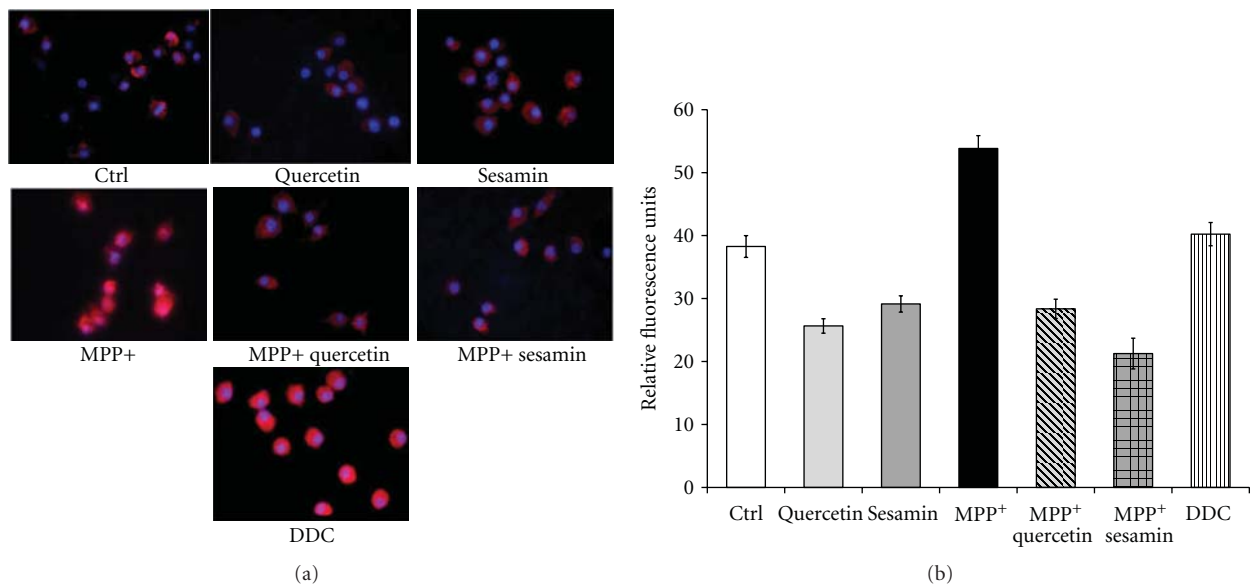 Ctrl Quercetin Sesamin
MPP+ MPP+ quercetin MPP+ sesamin
DDC
(a)
Relative fluorescence units
60
50
40
30
20
10
0
Ctrl Quercetin Sesamin MPP⁺ MPP⁺ MPP⁺ DDC
quercetin sesamin
(b)